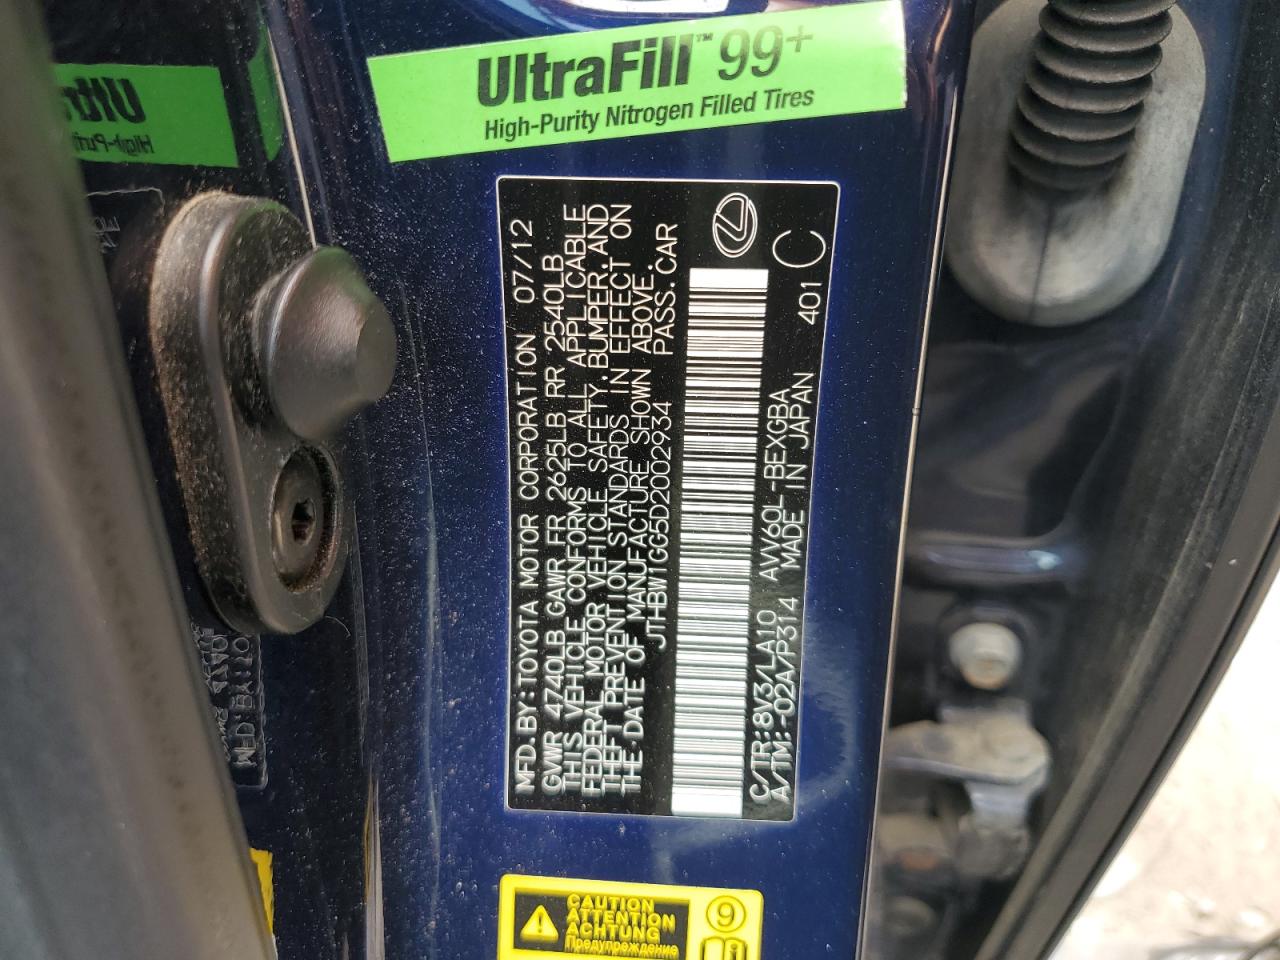 UltraFill™ 99+
High-Purity Nitrogen Filled Tires
MFD.BY:TOYOTA MOTOR CORPORATION 07/12
GVWR 4740LB GAWR FR 2625LB RR 2540LB
THIS VEHICLE CONFORMS TO ALL APPLICABLE
FEDERAL MOTOR VEHICLE SAFETY,BUMPER,AND
THEFT PREVENTION STANDARDS IN EFFECT ON
THE DATE OF MANUFACTURE SHOWN ABOVE.
JTHBW1GG5D2002934 PASS.CAR
C/TR:8V3/LA10 AVV60L-BEXGBA
A/TM:-02A/P314 MADE IN JAPAN 401 C
CAUTION
ATTENTION
ACHTUNG
Предупреждение
9